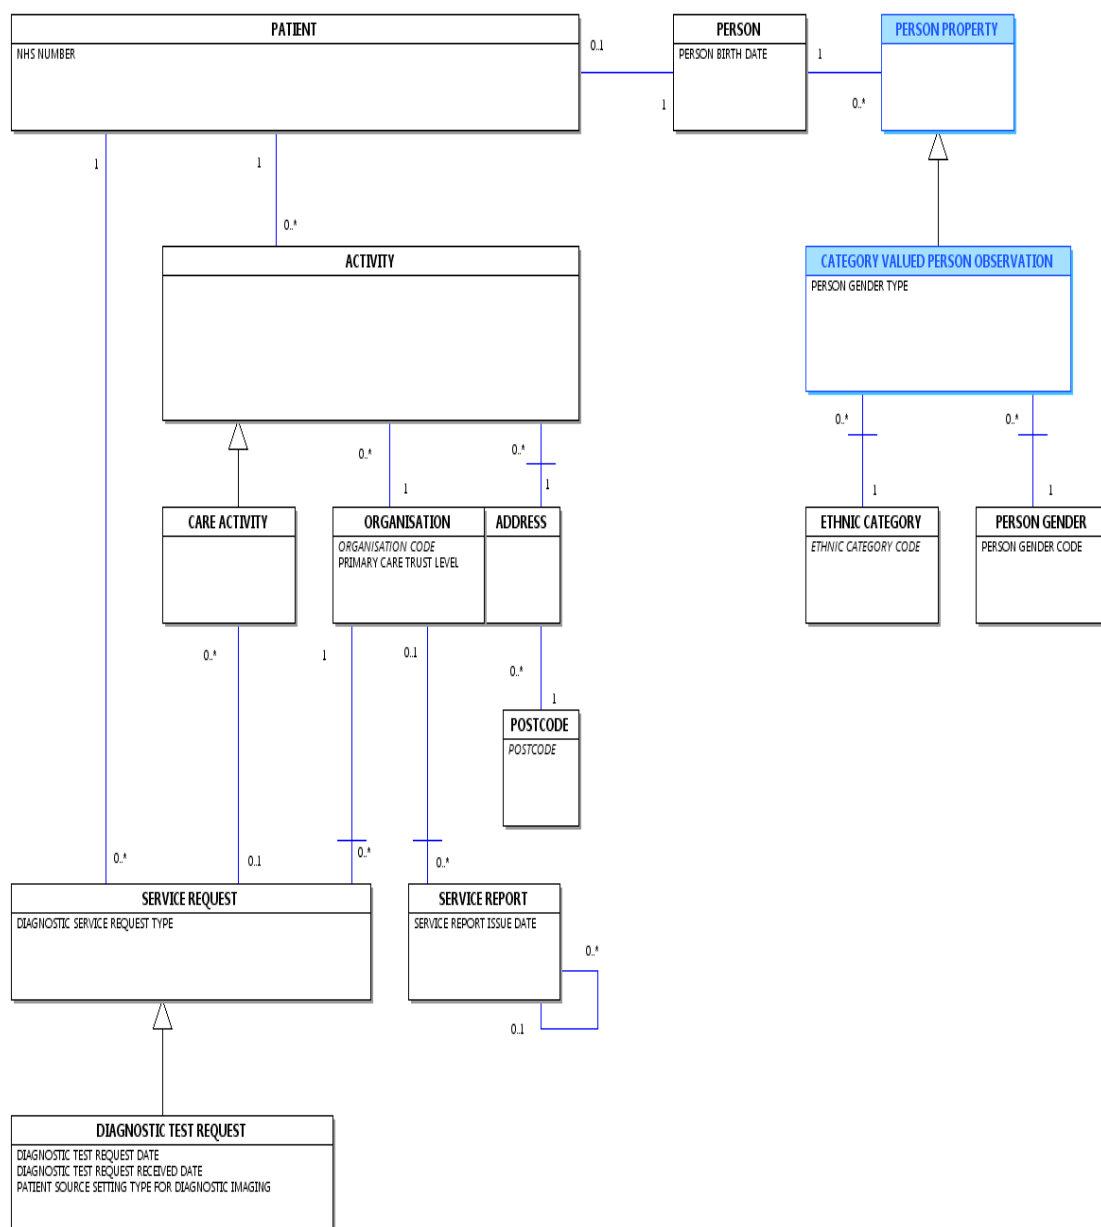 PATIENT
NHS NUMBER
PERSON
PERSON BIRTH DATE
PERSON PROPERTY
0..1
1
1
0..*
1
1
0..*
ACTIVITY
CATEGORY VALUED PERSON OBSERVATION
PERSON GENDER TYPE
0..*
1
0..*
1
0..*
1
0..*
1
CARE ACTIVITY
ORGANISATION
ORGANISATION CODE
PRIMARY CARE TRUST LEVEL
ADDRESS
ETHNIC CATEGORY
ETHNIC CATEGORY CODE
PERSON GENDER
PERSON GENDER CODE
0..*
1
0..1
0..*
1
POSTCODE
POSTCODE
0..*
0..1
0..*
0..*
SERVICE REQUEST
DIAGNOSTIC SERVICE REQUEST TYPE
SERVICE REPORT
SERVICE REPORT ISSUE DATE
0..*
0..1
DIAGNOSTIC TEST REQUEST
DIAGNOSTIC TEST REQUEST DATE
DIAGNOSTIC TEST REQUEST RECEIVED DATE
PATIENT SOURCE SETTING TYPE FOR DIAGNOSTIC IMAGING